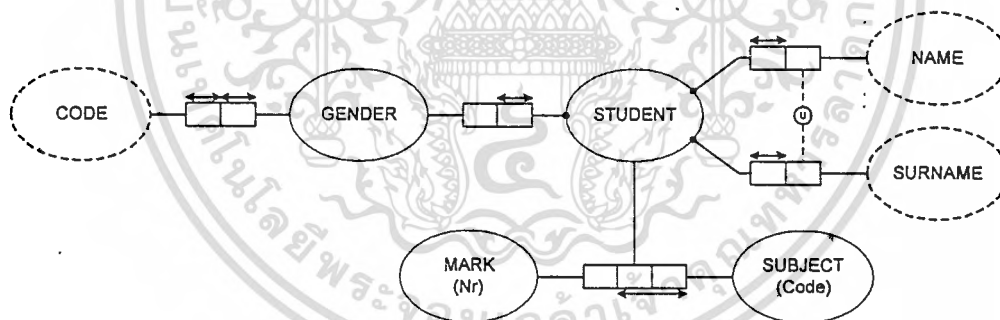 CODE
GENDER
STUDENT
NAME
U
SURNAME
MARK
(Nr)
SUBJECT
(Code)